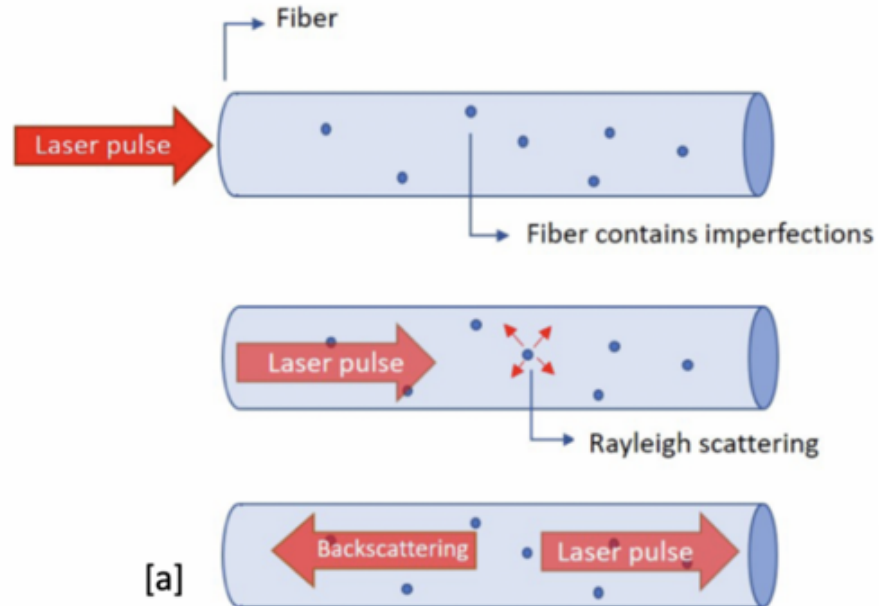 Fiber
Laser pulse
Fiber contains imperfections
Laser pulse
Rayleigh scattering
Backscattering
Laser pulse
[a]